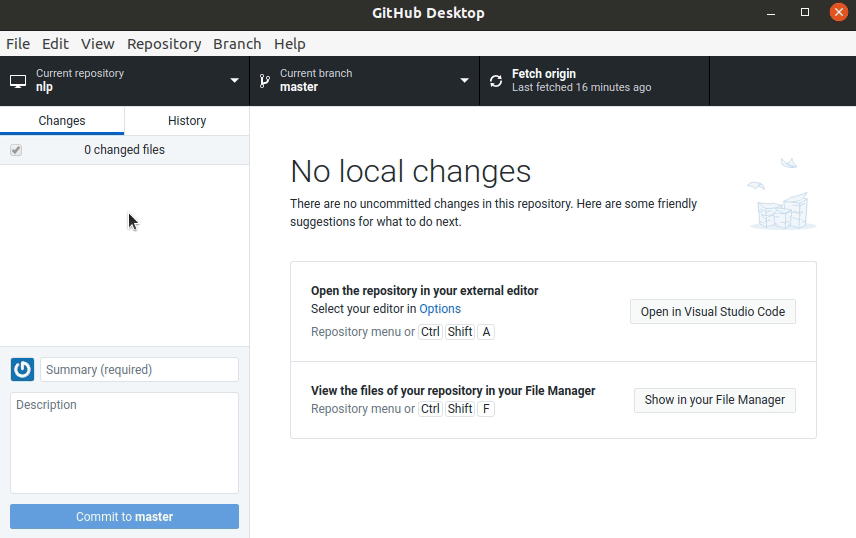 GitHub Desktop
File Edit View Repository Branch Help
Current repository
nlp
Current branch
master
Fetch origin
Last fetched 16 minutes ago
Changes History
0 changed files
No local changes
There are no uncommitted changes in this repository. Here are some friendly
suggestions for what to do next.
Open the repository in your external editor
Select your editor in Options
Repository menu or Ctrl Shift A
Open in Visual Studio Code
View the files of your repository in your File Manager
Repository menu or Ctrl Shift F
Show in your File Manager
Summary (required)
Description
Commit to master